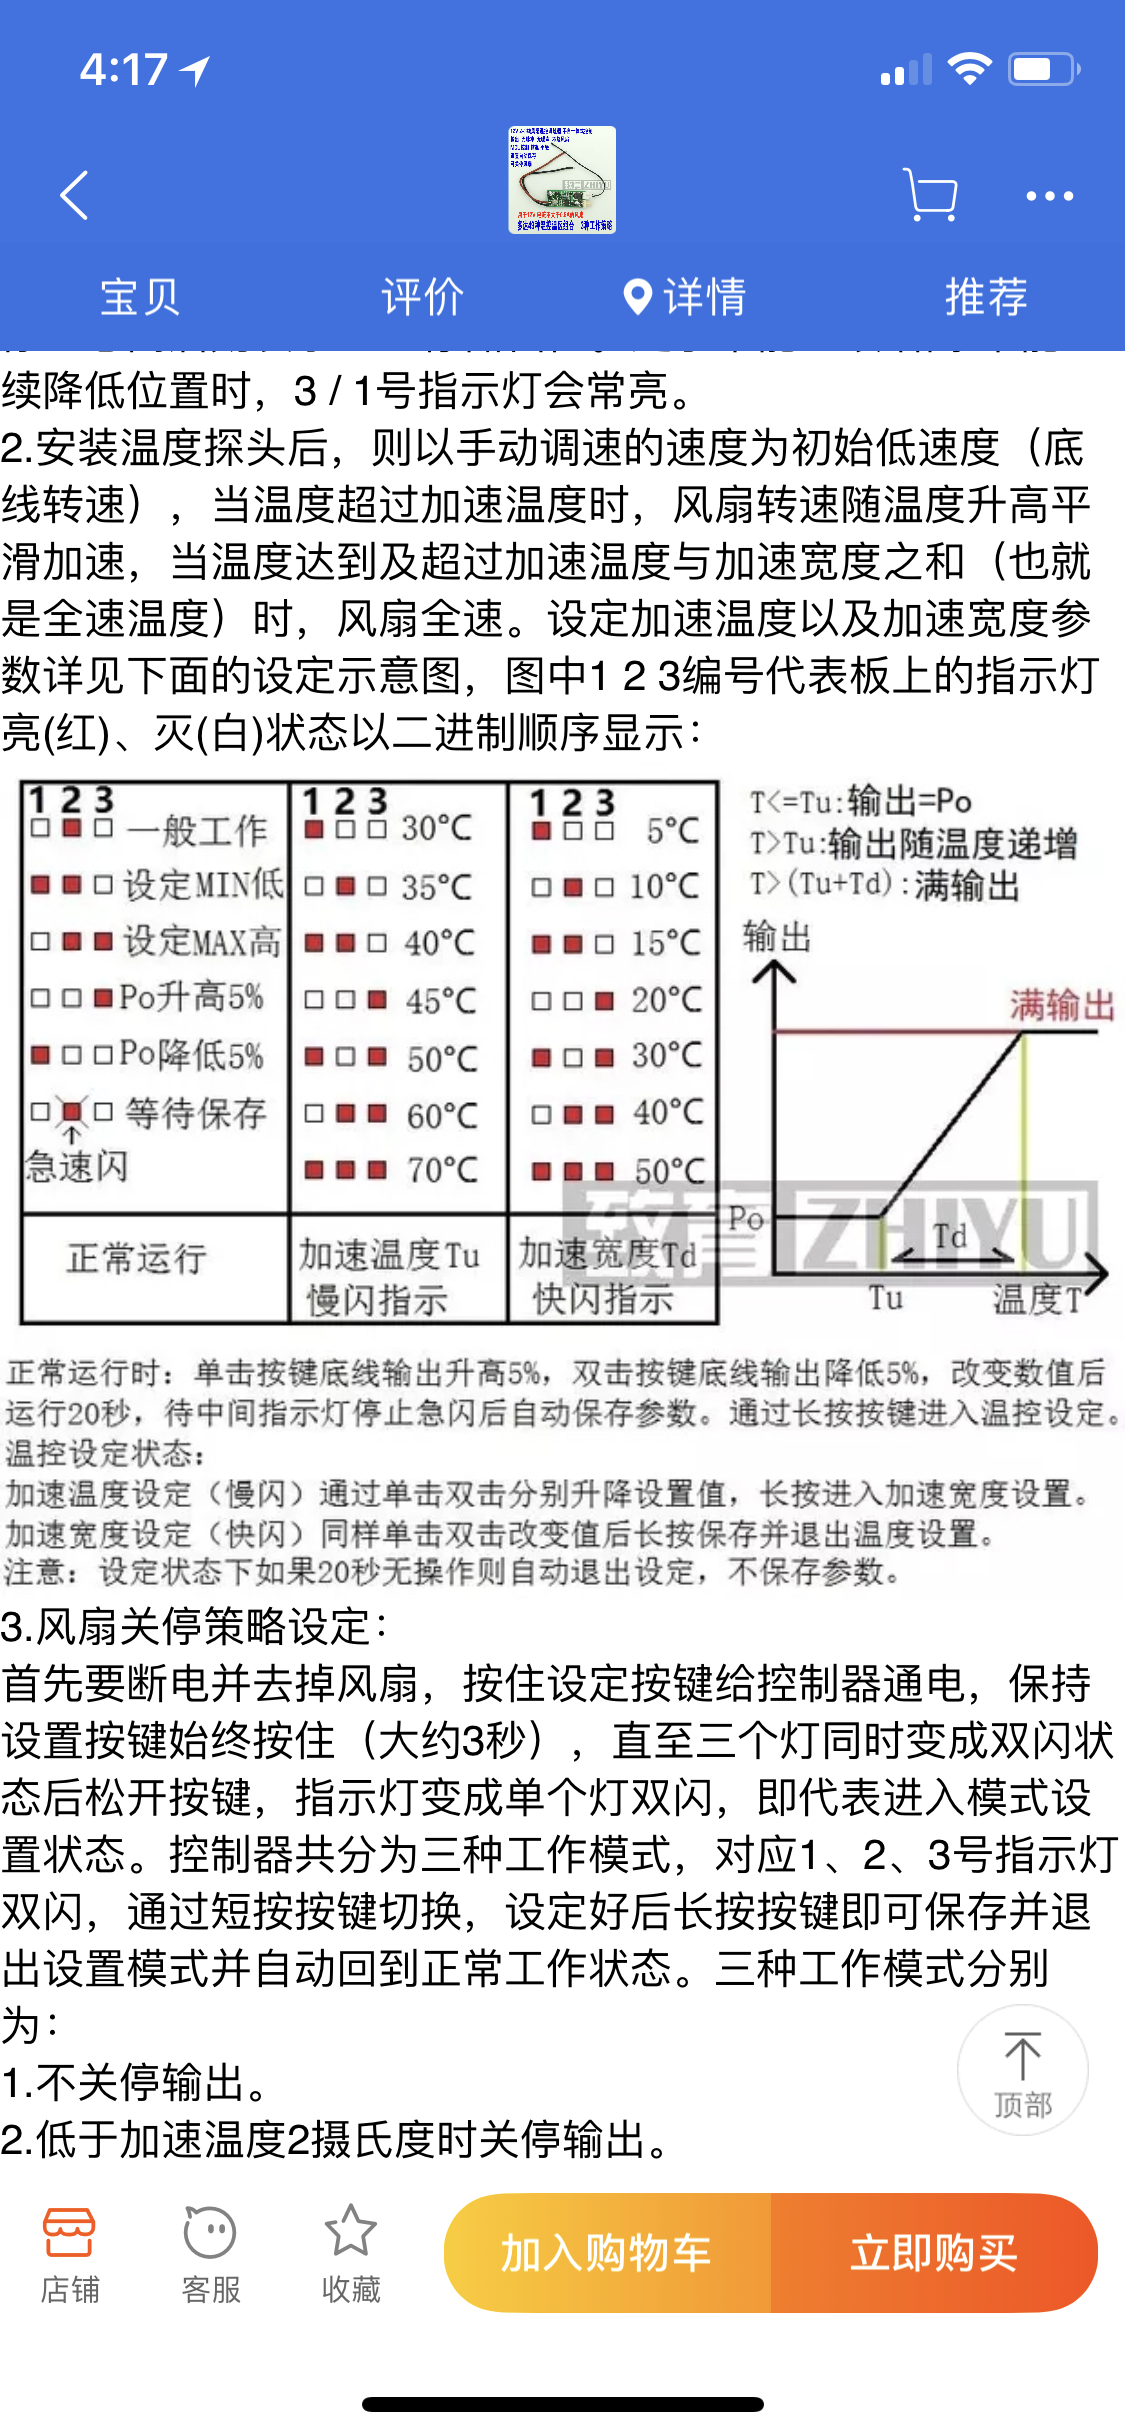 4:17
宝贝 评价 详情 推荐
续降低位置时，3 / 1号指示灯会常亮。
2.安装温度探头后，则以手动调速的速度为初始低速度（底
线转速），当温度超过加速温度时，风扇转速随温度升高平
滑加速，当温度达到及超过加速温度与加速宽度之和（也就
是全速温度）时，风扇全速。设定加速温度以及加速宽度参
数详见下面的设定示意图，图中1 2 3编号代表板上的指示灯
亮(红)、灭(白)状态以二进制顺序显示：
1 2 3
一般工作
设定MIN低
设定MAX高
Po升高5%
Po降低5%
等待保存
急速闪
正常运行
1 2 3
30°C
35°C
40°C
45°C
50°C
60°C
70°C
加速温度Tu
慢闪指示
1 2 3
5°C
10°C
15°C
20°C
30°C
40°C
50°C
加速宽度Td
快闪指示
T<=Tu:输出=Po
T>Tu:输出随温度递增
T>(Tu+Td):满输出
输出
满输出
Po
Td
Tu
温度T
致育 ZHIYU
正常运行时：单击按键底线输出升高5%，双击按键底线输出降低5%，改变数值后
运行20秒，待中间指示灯停止急闪后自动保存参数。通过长按按键进入温控设定。
温控设定状态：
加速温度设定（慢闪）通过单击双击分别升降设置值，长按进入加速宽度设置。
加速宽度设定（快闪）同样单击双击改变值后长按保存并退出温度设置。
注意：设定状态下如果20秒无操作则自动退出设定，不保存参数。
3.风扇关停策略设定：
首先要断电并去掉风扇，按住设定按键给控制器通电，保持
设置按键始终按住（大约3秒），直至三个灯同时变成双闪状
态后松开按键，指示灯变成单个灯双闪，即代表进入模式设
置状态。控制器共分为三种工作模式，对应1、2、3号指示灯
双闪，通过短按按键切换，设定好后长按按键即可保存并退
出设置模式并自动回到正常工作状态。三种工作模式分别
为：
1.不关停输出。
2.低于加速温度2摄氏度时关停输出。
顶部
店铺 客服 收藏 加入购物车 立即购买